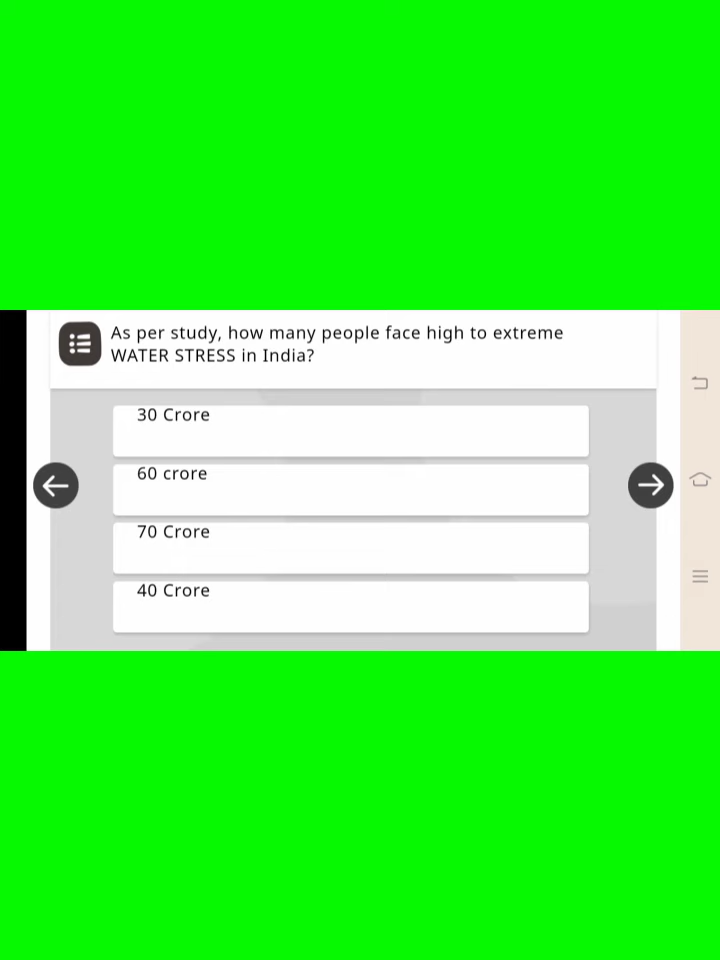 As per study, how many people face high to extreme
WATER STRESS in India?
30 Crore
60 crore
70 Crore
40 Crore